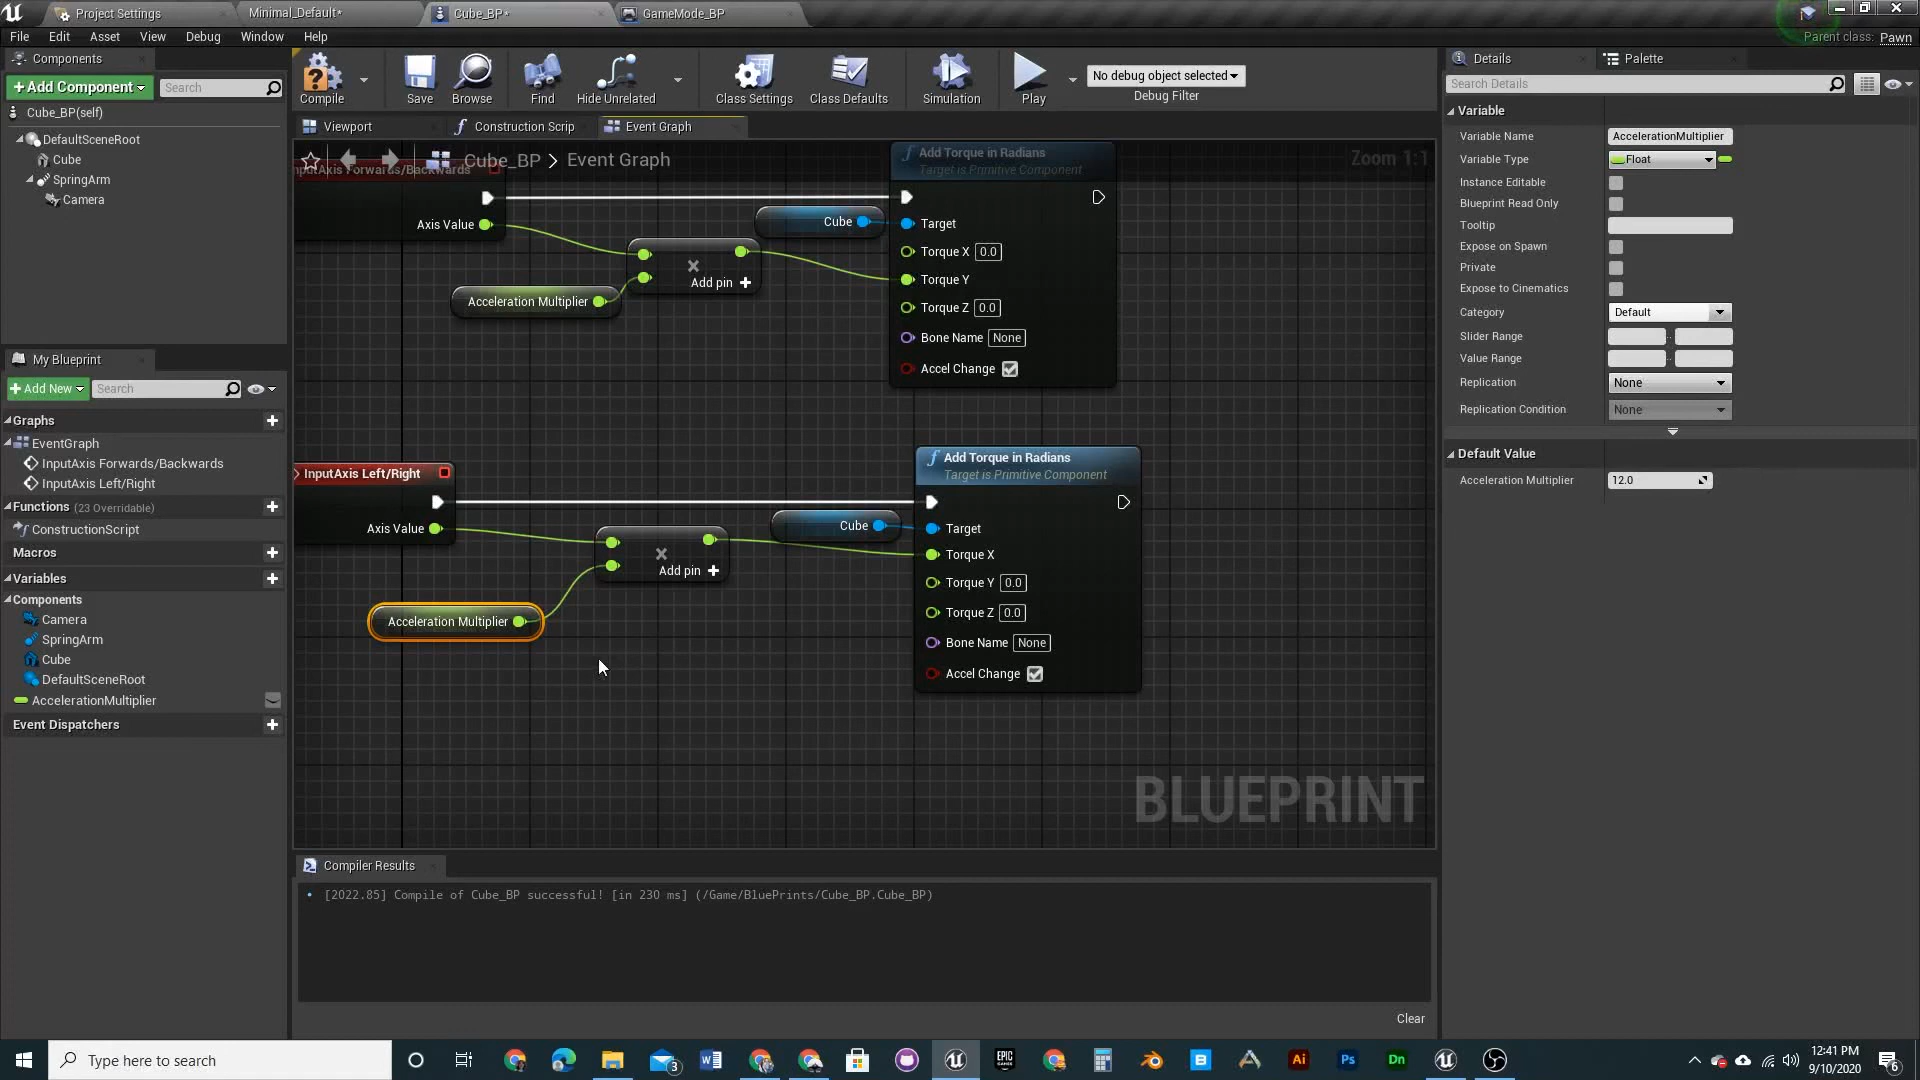 Project Settings
Minimal_Default*
Cube_BP*
GameMode_BP
File Edit Asset View Debug Window Help
Parent class: Pawn
Components
+Add Component
Search
Cube_BP(self)
DefaultSceneRoot
Cube
SpringArm
Camera
My Blueprint
+Add New
Search
Graphs
EventGraph
InputAxis Forwards/Backwards
InputAxis Left/Right
Functions (23 Overridable)
ConstructionScript
Macros
Variables
Components
Camera
SpringArm
Cube
DefaultSceneRoot
AccelerationMultiplier
Event Dispatchers
Compile
Save
Browse
Find
Hide Unrelated
Class Settings
Class Defaults
Simulation
Play
No debug object selected
Debug Filter
Viewport
Construction Scrip
Event Graph
Cube_BP > Event Graph
Zoom 1:1
InputAxis Forwards/Backwards
Axis Value
Acceleration Multiplier
Add pin +
Cube
Add Torque in Radians
Target is Primitive Component
Target
Torque X 0.0
Torque Y
Torque Z 0.0
Bone Name None
Accel Change
InputAxis Left/Right
Axis Value
Acceleration Multiplier
Add pin +
Cube
Add Torque in Radians
Target is Primitive Component
Target
Torque X
Torque Y 0.0
Torque Z 0.0
Bone Name None
Accel Change
BLUEPRINT
Compiler Results
[2022.85] Compile of Cube_BP successful! [in 230 ms] (/Game/BluePrints/Cube_BP.Cube_BP)
Clear
Details
Palette
Search Details
Variable
Variable Name AccelerationMultiplier
Variable Type Float
Instance Editable
Blueprint Read Only
Tooltip
Expose on Spawn
Private
Expose to Cinematics
Category Default
Slider Range
Value Range
Replication None
Replication Condition None
Default Value
Acceleration Multiplier 12.0
Type here to search
3
W
EPIC GAMES
B
Ai
Ps
Dn
12:41 PM
9/10/2020
6